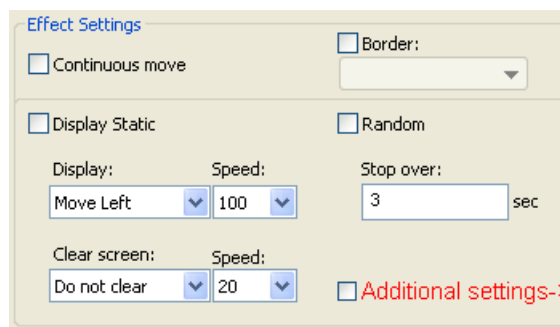 Effect Settings
Continuous move
Border:
Display Static
Random
Display:
Speed:
Stop over:
Move Left
100
3
sec
Clear screen:
Speed:
Do not clear
20
Additional settings-